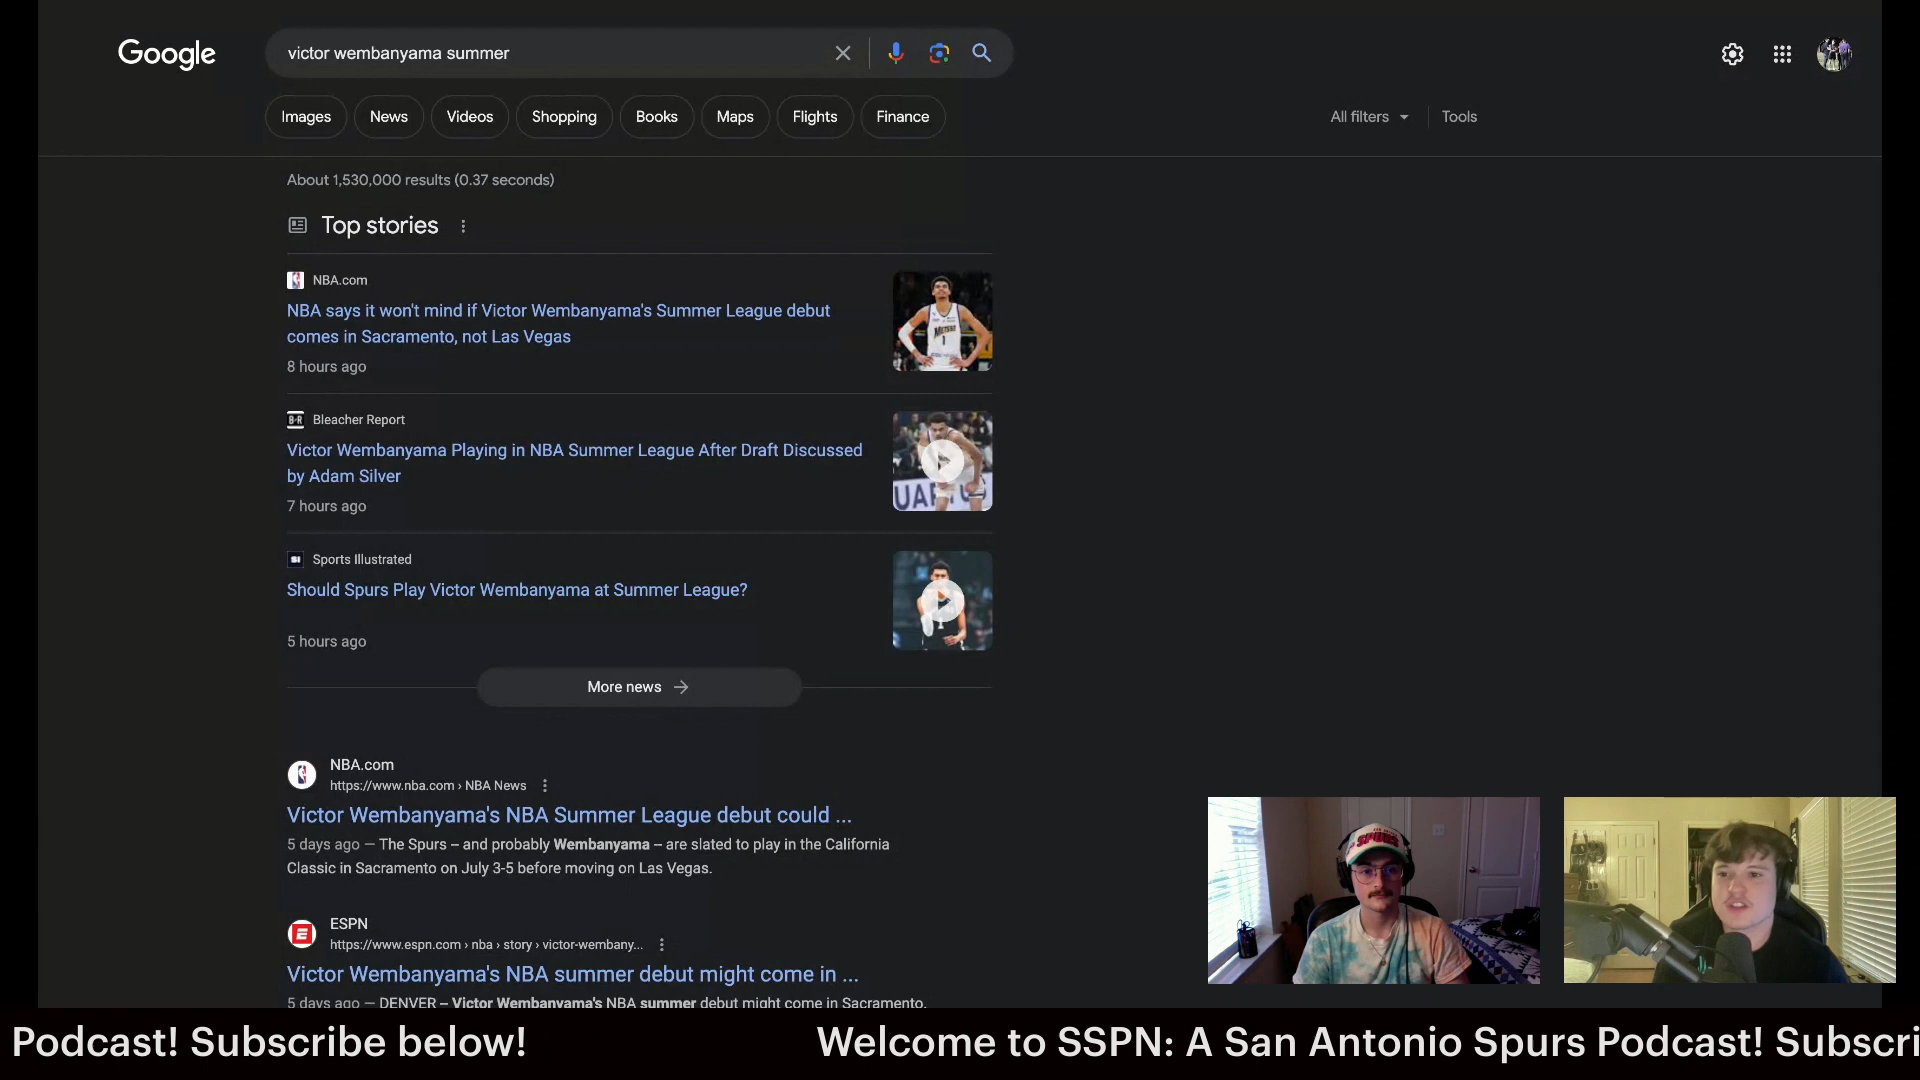 Google
victor wembanyama summer
Images
News
Videos
Shopping
Books
Maps
Flights
Finance
All filters
Tools
About 1,530,000 results (0.37 seconds)
Top stories
NBA.com
NBA says it won't mind if Victor Wembanyama's Summer League debut
comes in Sacramento, not Las Vegas
8 hours ago
B-R Bleacher Report
Victor Wembanyama Playing in NBA Summer League After Draft Discussed
by Adam Silver
7 hours ago
SI Sports Illustrated
Should Spurs Play Victor Wembanyama at Summer League?
5 hours ago
More news
NBA.com
https://www.nba.com › NBA News
Victor Wembanyama's NBA Summer League debut could ...
5 days ago — The Spurs – and probably Wembanyama – are slated to play in the California
Classic in Sacramento on July 3-5 before moving on Las Vegas.
ESPN
https://www.espn.com › nba › story › victor-wembany...
Victor Wembanyama's NBA summer debut might come in ...
5 days ago — DENVER – Victor Wembanyama's NBA summer debut might come in Sacramento.
SPURS
Podcast! Subscribe below!
Welcome to SSPN: A San Antonio Spurs Podcast! Subscri